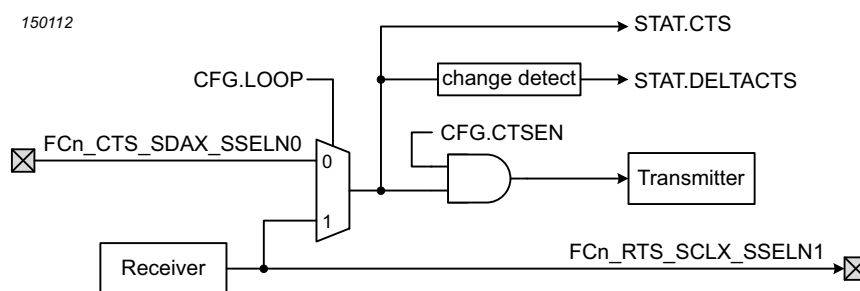 150112
STAT.CTS
CFG.LOOP
change detect
STAT.DELTACTS
CFG.CTSEN
FCn_CTS_SDAX_SSELN0
0
Transmitter
1
FCn_RTS_SCLX_SSELN1
Receiver